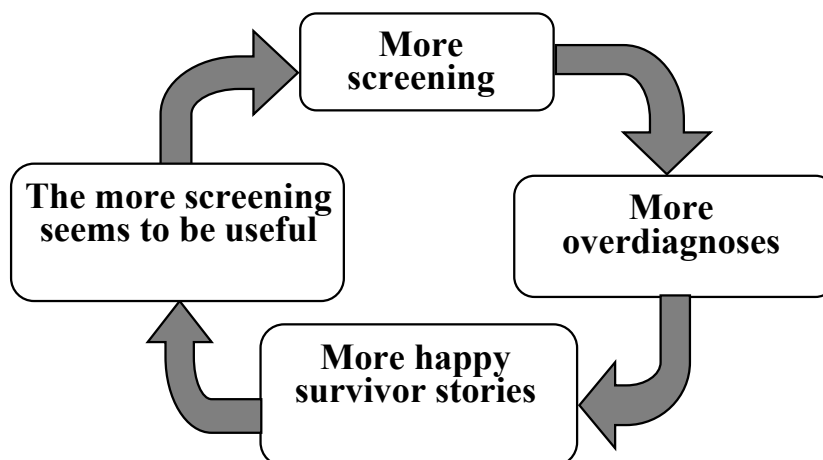 More
screening
The more screening
seems to be useful
More
overdiagnoses
More happy
survivor stories